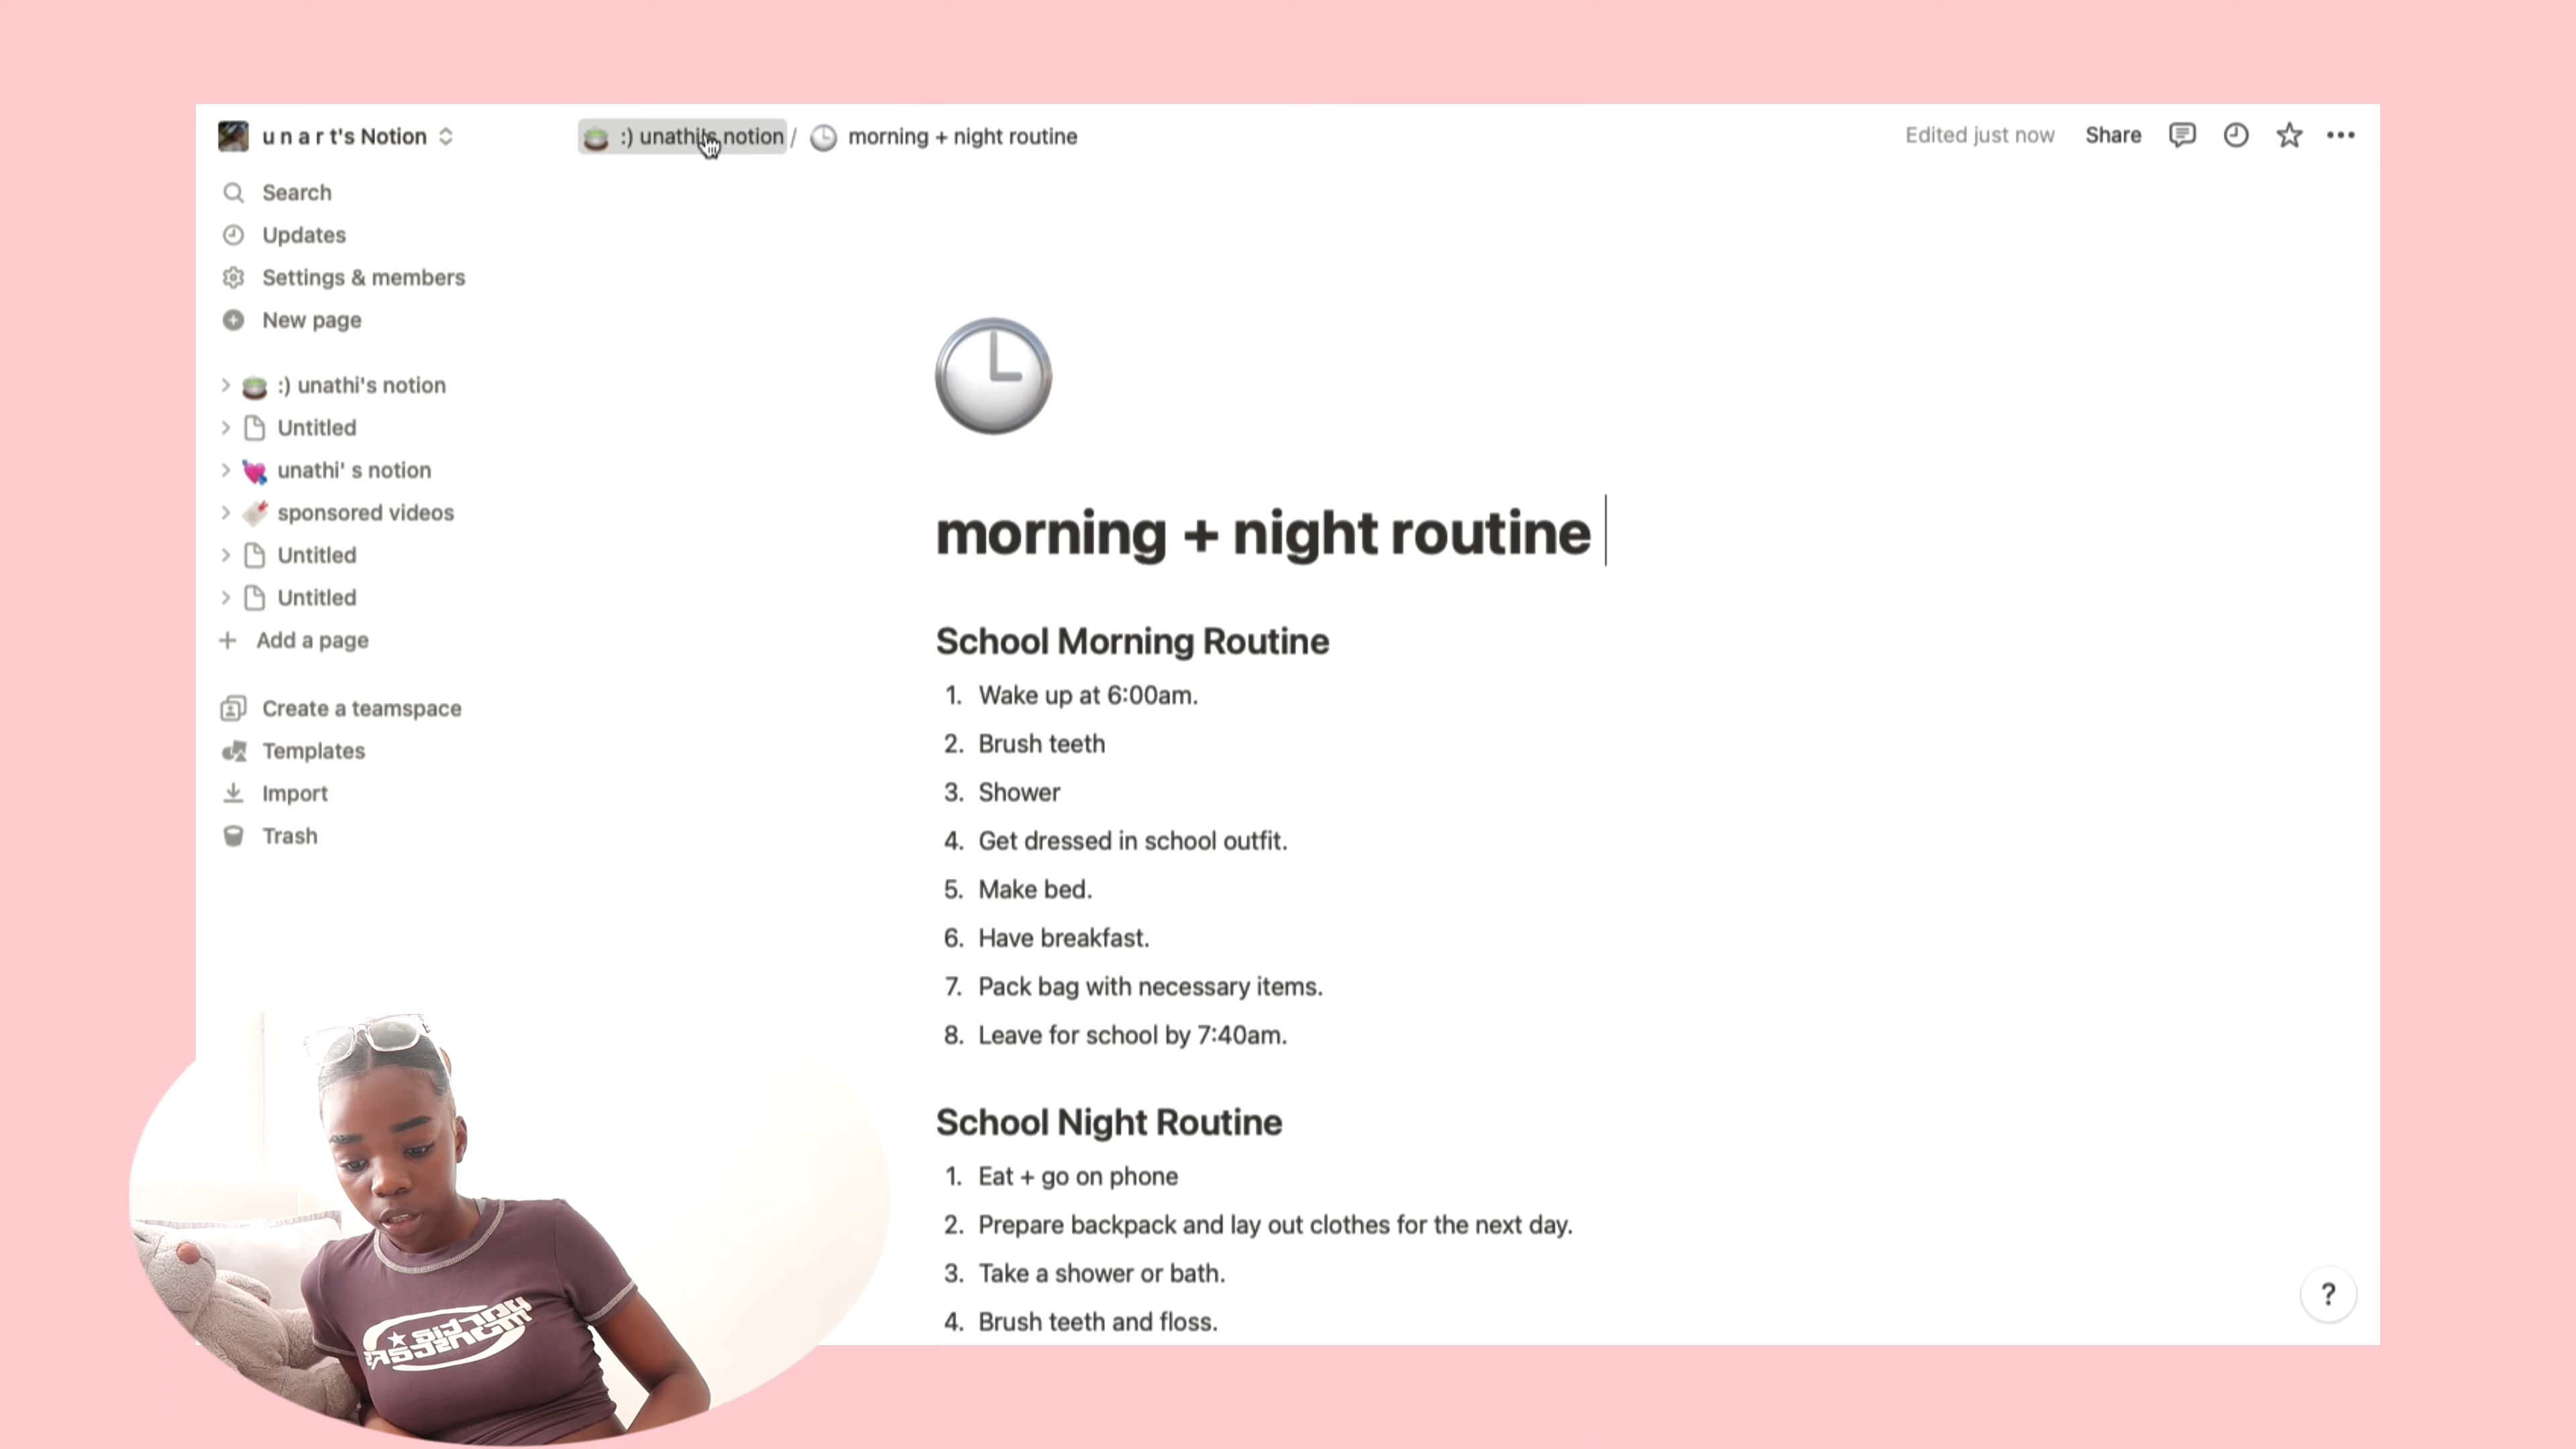 u n a r t's Notion
:) unathi's notion / morning + night routine
Edited just now
Share
Search
Updates
Settings & members
New page
:) unathi's notion
Untitled
unathi' s notion
sponsored videos
Untitled
Untitled
Add a page
Create a teamspace
Templates
Import
Trash
morning + night routine
School Morning Routine
1. Wake up at 6:00am.
2. Brush teeth
3. Shower
4. Get dressed in school outfit.
5. Make bed.
6. Have breakfast.
7. Pack bag with necessary items.
8. Leave for school by 7:40am.
School Night Routine
1. Eat + go on phone
2. Prepare backpack and lay out clothes for the next day.
3. Take a shower or bath.
4. Brush teeth and floss.
?